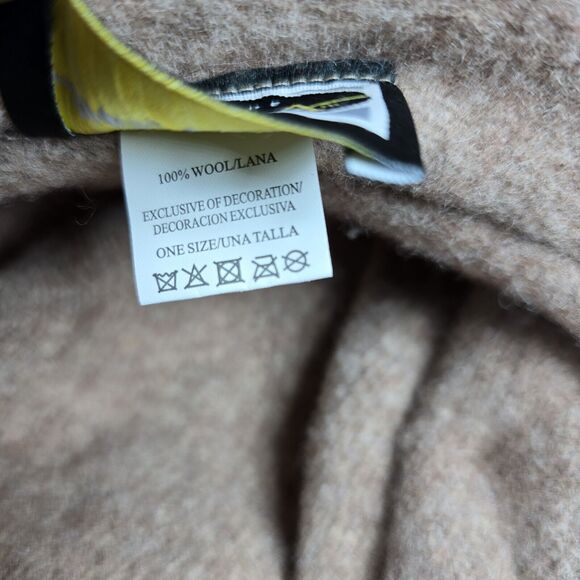 100% WOOL/LANA
EXCLUSIVE OF DECORATION/
DECORACION EXCLUSIVA
ONE SIZE/UNA TALLA